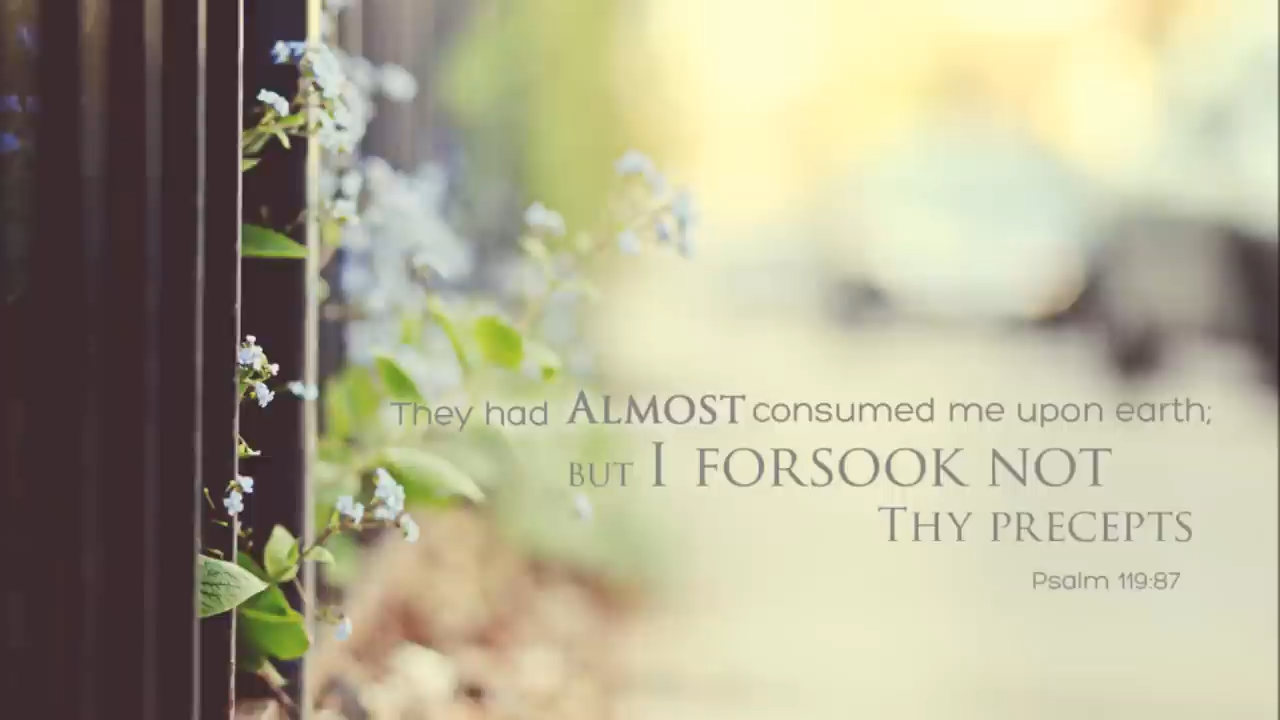 They had ALMOST consumed me upon earth;
BUT I FORSOOK NOT
THY PRECEPTS
Psalm 119:87